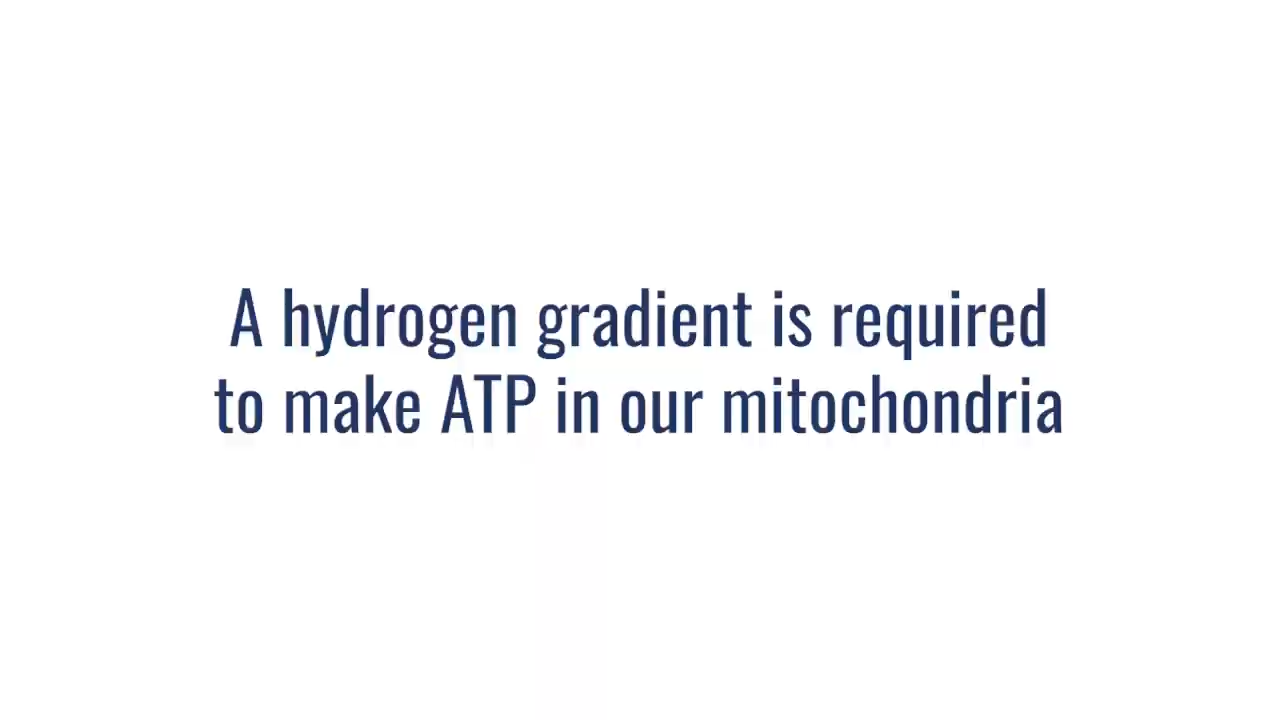 A hydrogen gradient is required
to make ATP in our mitochondria